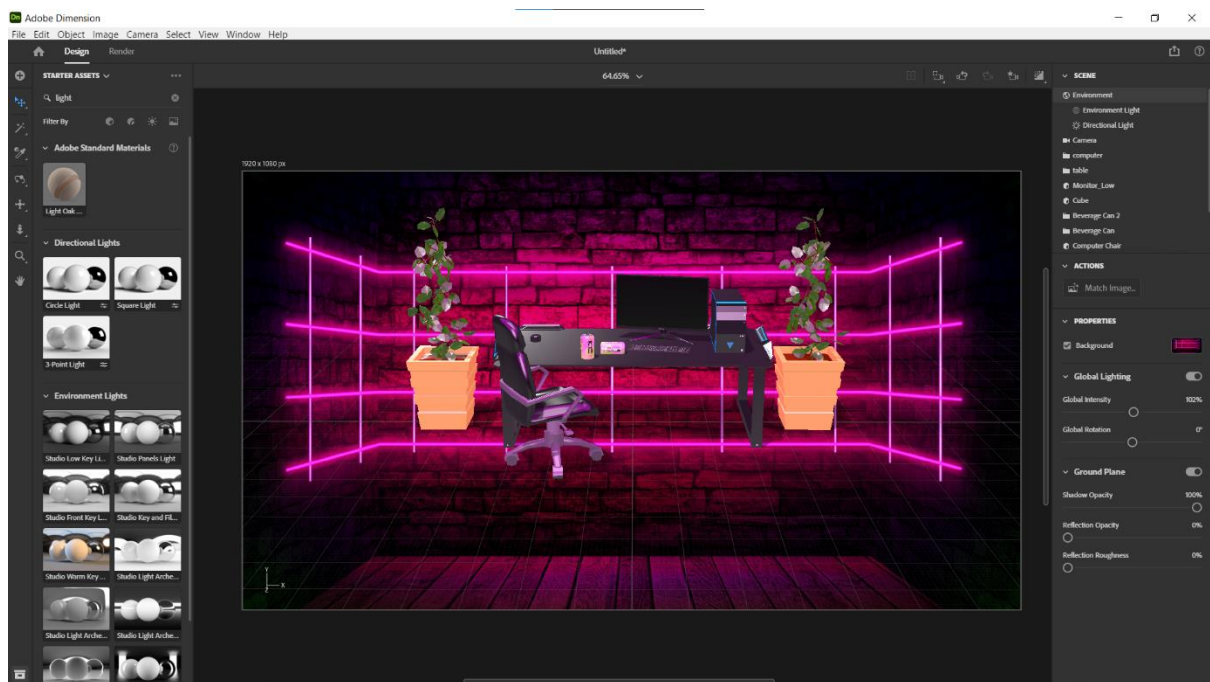 Dn Adobe Dimension
File Edit Object Image Camera Select View Window Help
Design Render
Untitled*
STARTER ASSETS
64.65%
light
Filter By
Adobe Standard Materials
Light Oak ...
Directional Lights
Circle Light
Square Light
3-Point Light
Environment Lights
Studio Low Key Li...
Studio Panels Light
Studio Front Key L...
Studio Key and Fil...
Studio Warm Key ...
Studio Light Arche...
Studio Light Arche...
Studio Light Arche...
1920 x 1080 px
Y
X
Z
SCENE
Environment
Environment Light
Directional Light
Camera
computer
table
Monitor_Low
Cube
Beverage Can 2
Beverage Can
Computer Chair
ACTIONS
Match Image...
PROPERTIES
Background
Global Lighting
Global Intensity 102%
Global Rotation 0°
Ground Plane
Shadow Opacity 100%
Reflection Opacity 0%
Reflection Roughness 0%